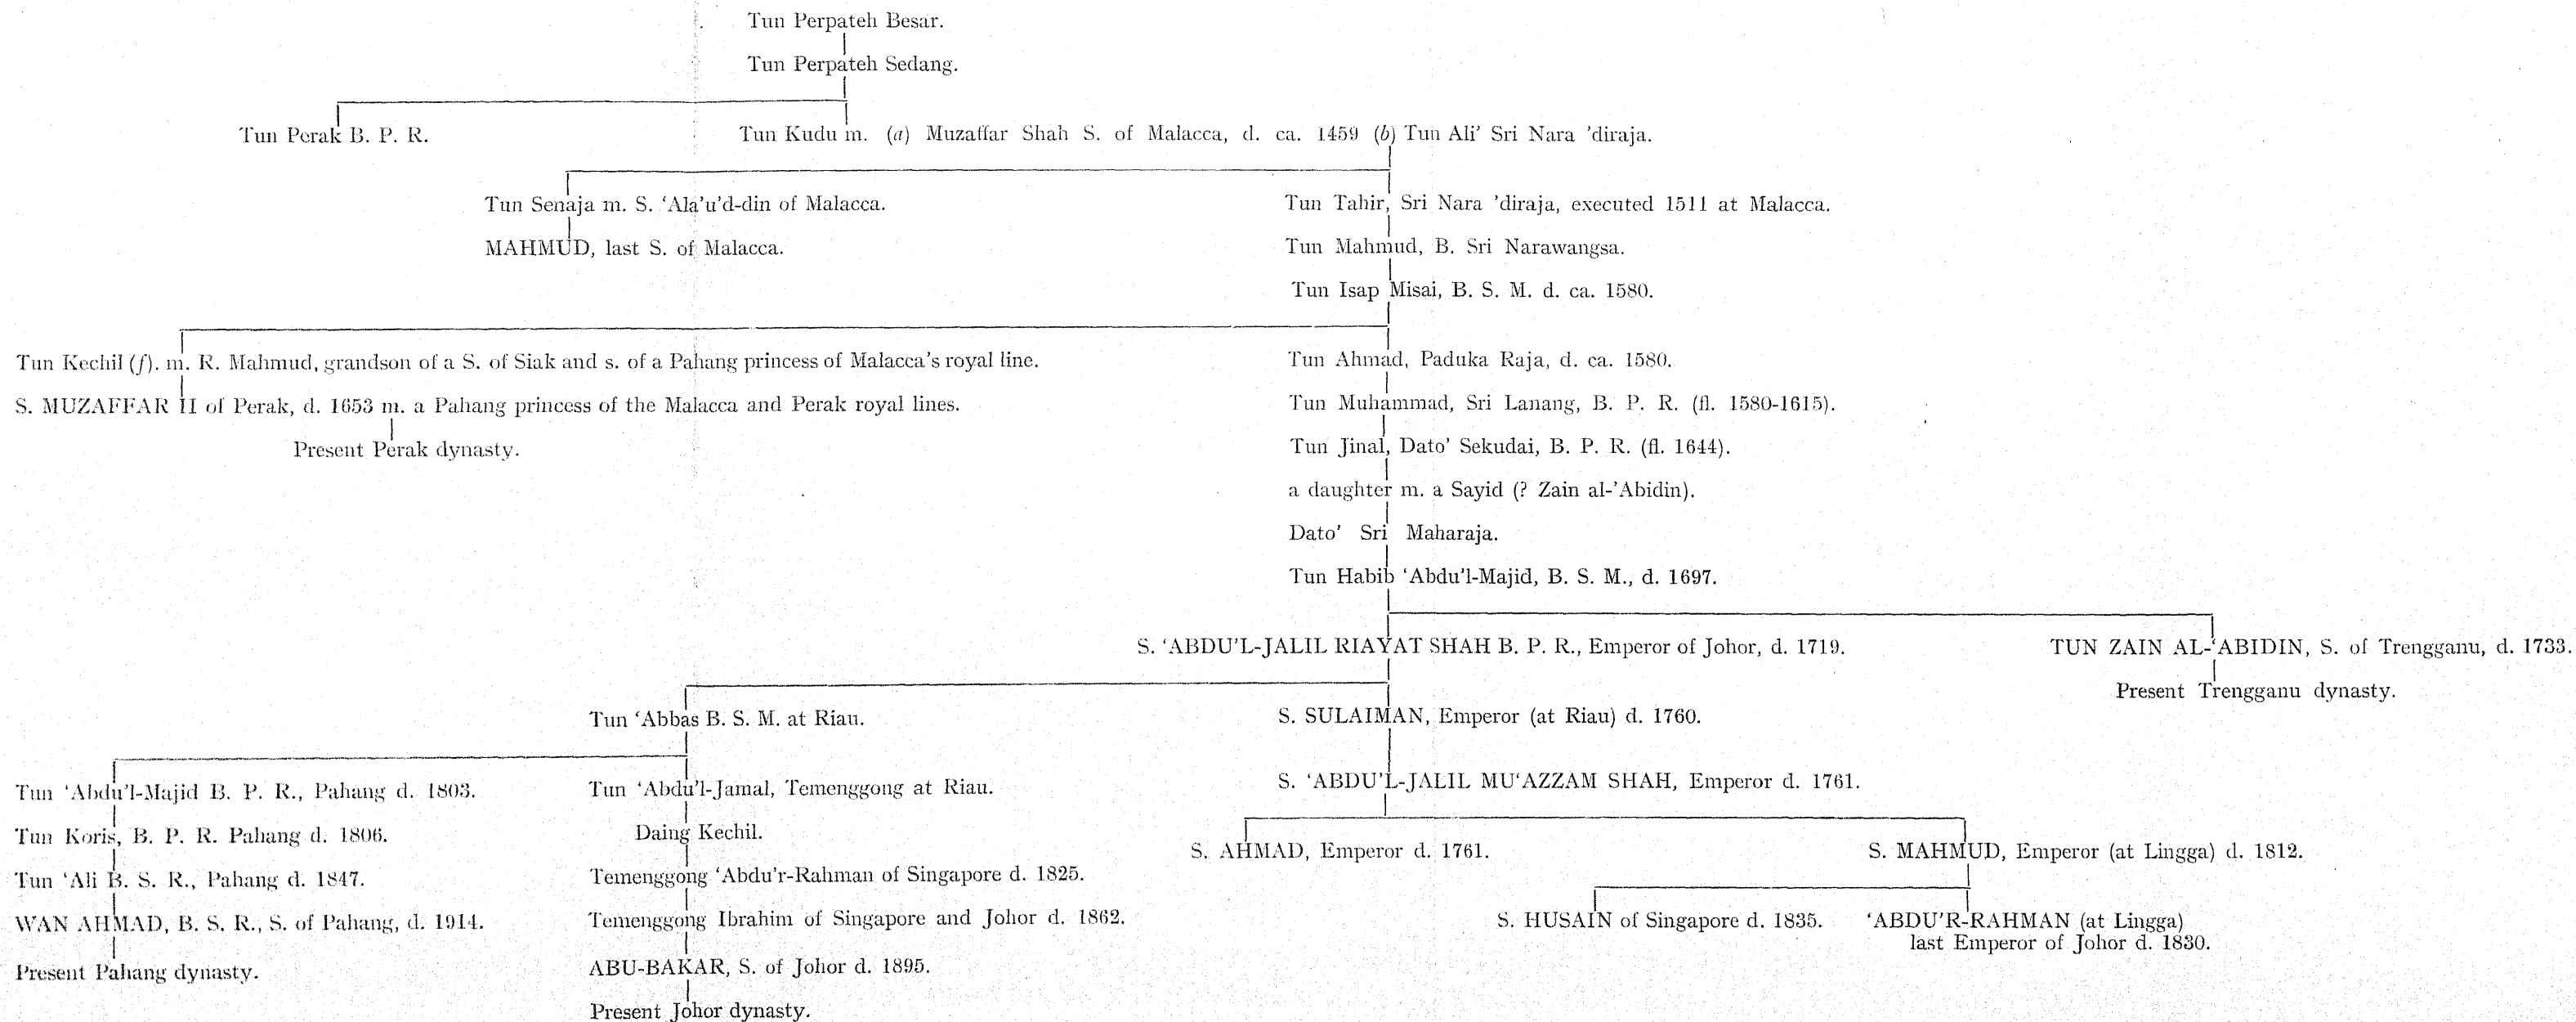 Tun Perpateh Besar.
Tun Perpateh Sedang.
Tun Perak B. P. R.
Tun Kudu m. (a) Muzaffar Shah S. of Malacca, d. ca. 1459 (b) Tun Ali' Sri Nara 'diraja.
Tun Senaja m. S. ‘Ala’u’d-din of Malacca.
Tun Tahir, Sri Nara 'diraja, executed 1511 at Malacca.
MAHMUD, last S. of Malacca.
Tun Mahmud, B. Sri Narawangsa.
Tun Isap Misai, B. S. M. d. ca. 1580.
Tun Kechil (f). m. R. Mahmud, grandson of a S. of Siak and s. of a Pahang princess of Malacca's royal line.
Tun Ahmad, Paduka Raja, d. ca. 1580.
S. MUZAFFAR II of Perak, d. 1653 m. a Pahang princess of the Malacca and Perak royal lines.
Tun Muhammad, Sri Lanang, B. P. R. (fl. 1580-1615).
Present Perak dynasty.
Tun Jinal, Dato' Sekudai, B. P. R. (fl. 1644).
a daughter m. a Sayid (? Zain al-'Abidin).
Dato' Sri Maharaja.
Tun Habib ‘Abdu’l-Majid, B. S. M., d. 1697.
S. ‘ABDU’L-JALIL RIAYAT SHAH B. P. R., Emperor of Johor, d. 1719.
TUN ZAIN AL-‘ABIDIN, S. of Trengganu, d. 1733.
Present Trengganu dynasty.
Tun ‘Abbas B. S. M. at Riau.
S. SULAIMAN, Emperor (at Riau) d. 1760.
Tun ‘Abdu’l-Majid B. P. R., Pahang d. 1803.
Tun ‘Abdu’l-Jamal, Temenggong at Riau.
S. ‘ABDU’L-JALIL MU‘AZZAM SHAH, Emperor d. 1761.
Tun Koris, B. P. R. Pahang d. 1806.
Daing Kechil.
S. AHMAD, Emperor d. 1761.
S. MAHMUD, Emperor (at Lingga) d. 1812.
Tun ‘Ali B. S. R., Pahang d. 1847.
Temenggong ‘Abdu’r-Rahman of Singapore d. 1825.
WAN AHMAD, B. S. R., S. of Pahang, d. 1914.
Temenggong Ibrahim of Singapore and Johor d. 1862.
S. HUSAIN of Singapore d. 1835.
‘ABDU’R-RAHMAN (at Lingga)
last Emperor of Johor d. 1830.
Present Pahang dynasty.
ABU-BAKAR, S. of Johor d. 1895.
Present Johor dynasty.